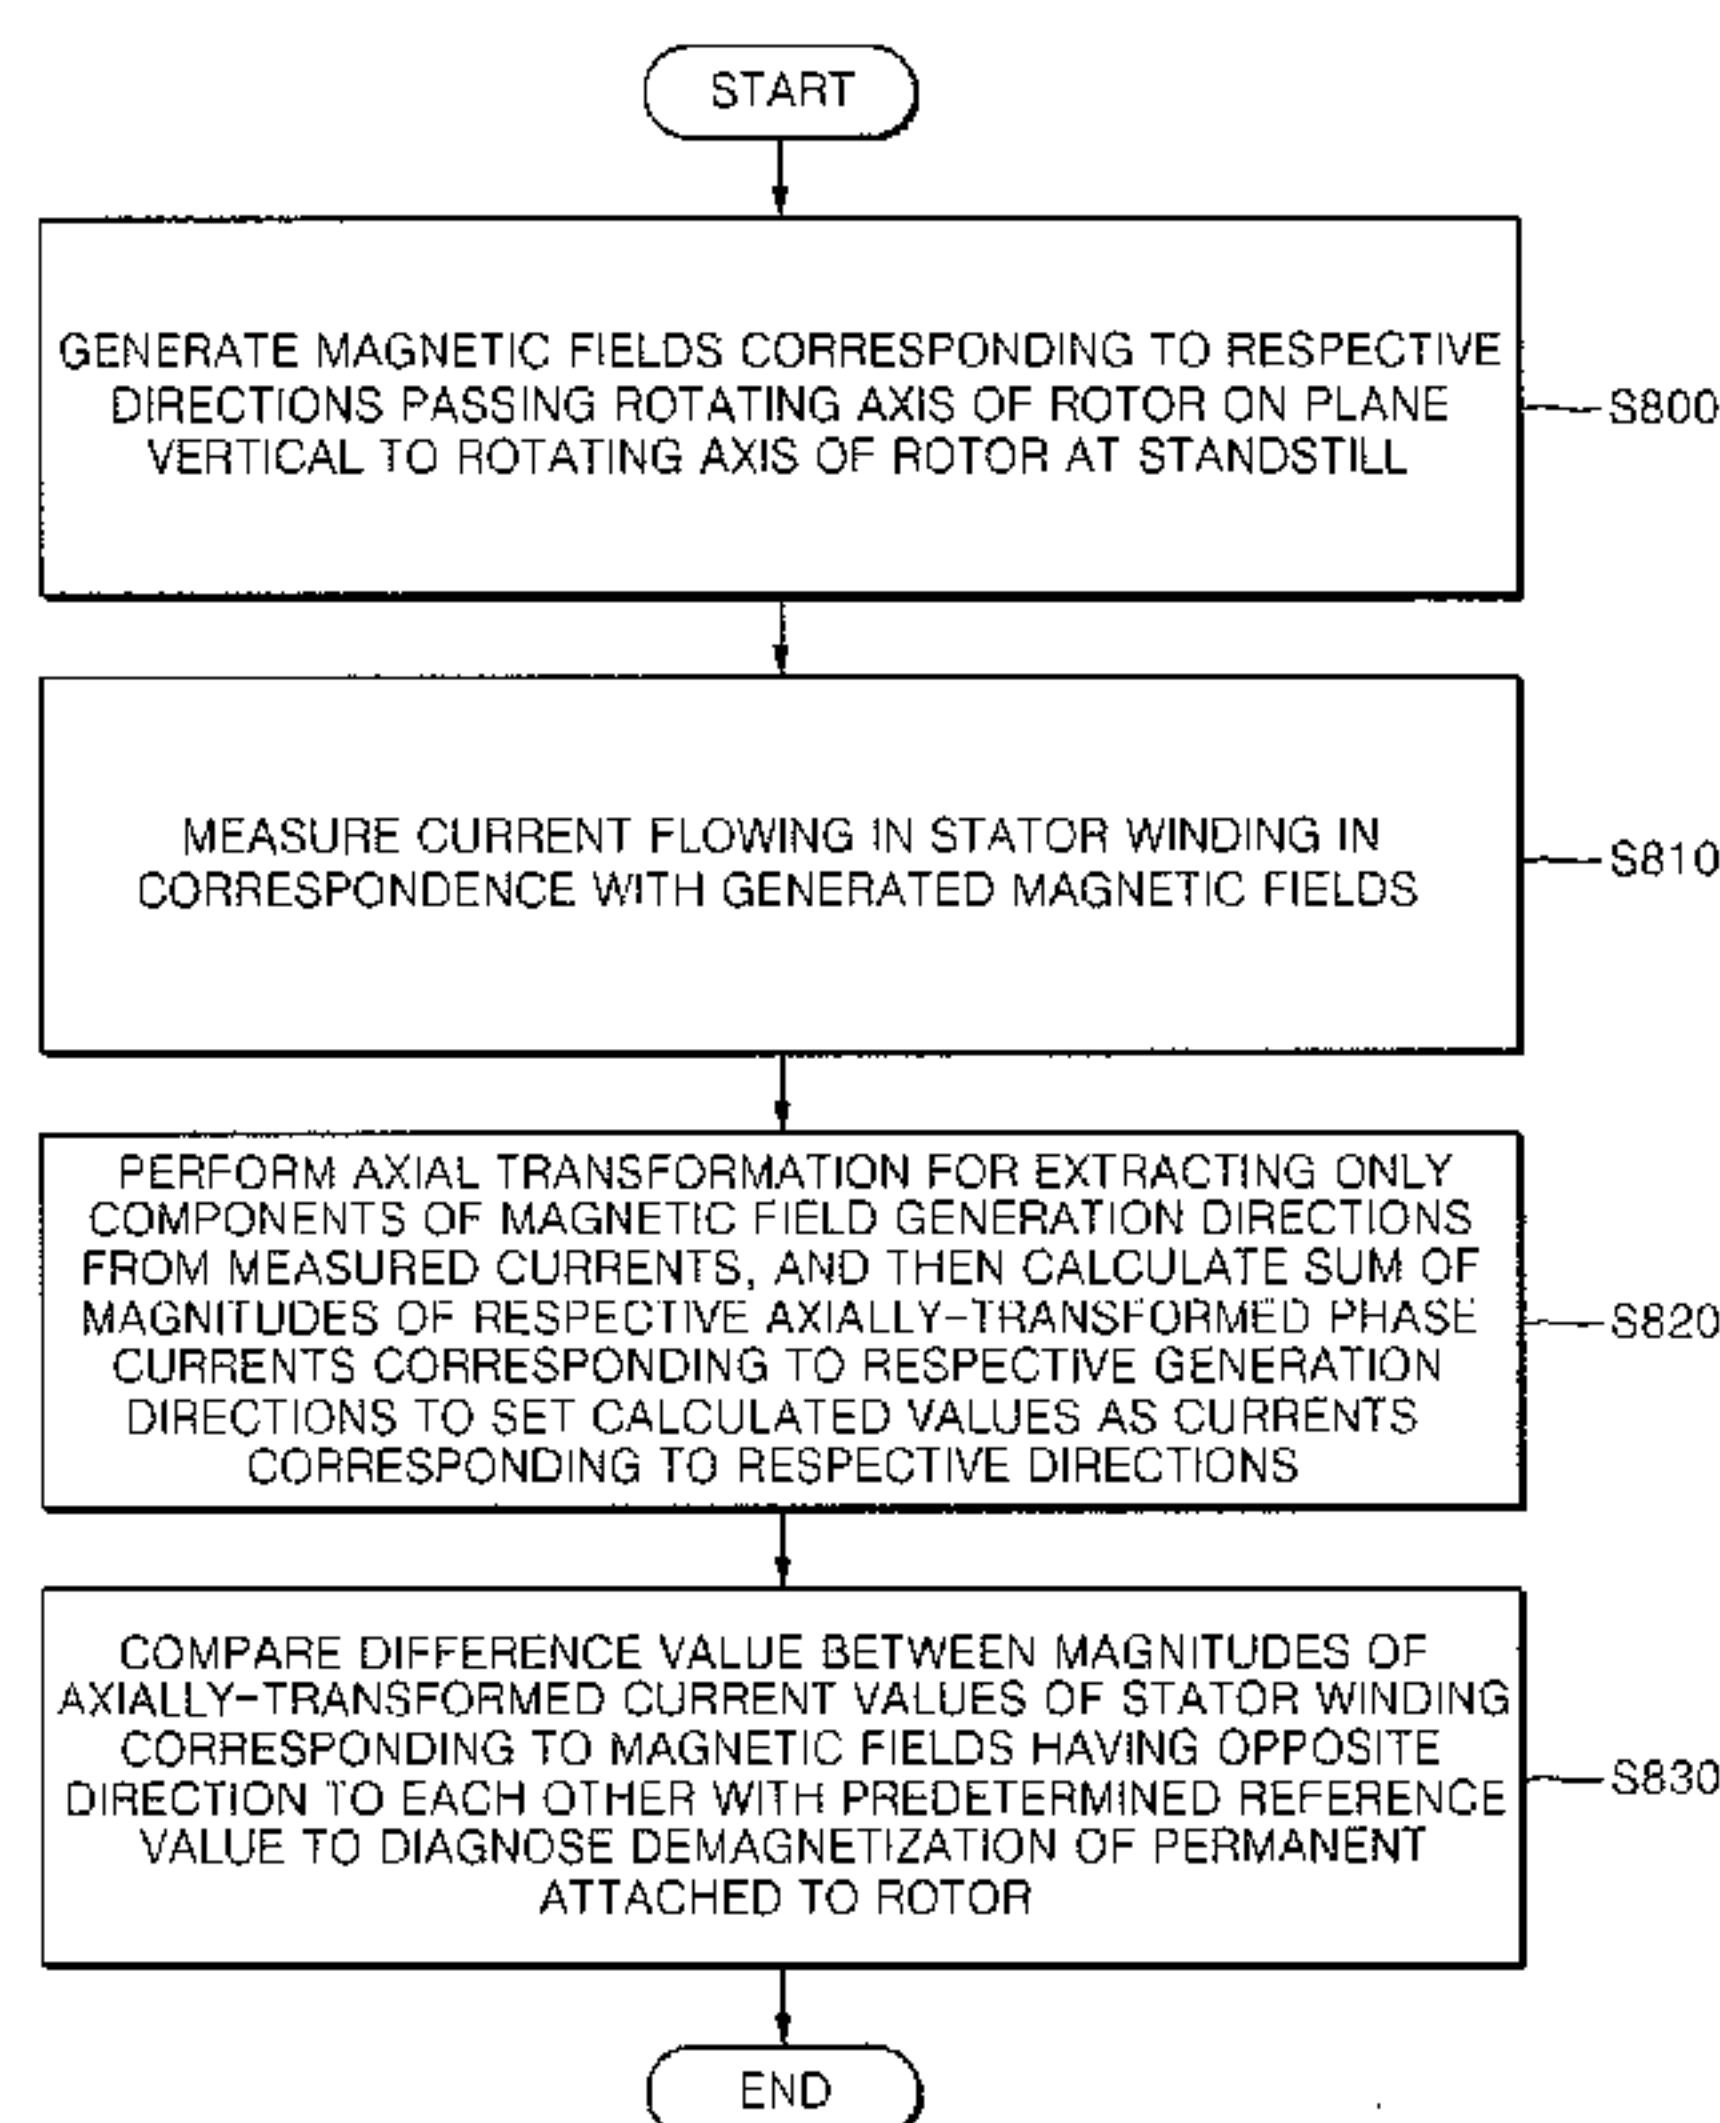 START
GENERATE MAGNETIC FIELDS CORRESPONDING TO RESPECTIVE
DIRECTIONS PASSING ROTATING AXIS OF ROTOR ON PLANE
VERTICAL TO ROTATING AXIS OF ROTOR AT STANDSTILL
S800
MEASURE CURRENT FLOWING IN STATOR WINDING IN
CORRESPONDENCE WITH GENERATED MAGNETIC FIELDS
S810
PERFORM AXIAL TRANSFORMATION FOR EXTRACTING ONLY
COMPONENTS OF MAGNETIC FIELD GENERATION DIRECTIONS
FROM MEASURED CURRENTS, AND THEN CALCULATE SUM OF
MAGNITUDES OF RESPECTIVE AXIALLY-TRANSFORMED PHASE
CURRENTS CORRESPONDING TO RESPECTIVE GENERATION
DIRECTIONS TO SET CALCULATED VALUES AS CURRENTS
CORRESPONDING TO RESPECTIVE DIRECTIONS
S820
COMPARE DIFFERENCE VALUE BETWEEN MAGNITUDES OF
AXIALLY-TRANSFORMED CURRENT VALUES OF STATOR WINDING
CORRESPONDING TO MAGNETIC FIELDS HAVING OPPOSITE
DIRECTION TO EACH OTHER WITH PREDETERMINED REFERENCE
VALUE TO DIAGNOSE DEMAGNETIZATION OF PERMANENT
ATTACHED TO ROTOR
S830
END